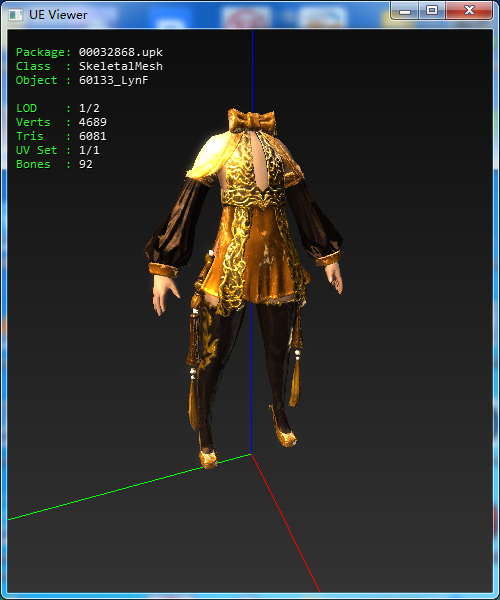 UE Viewer
Package: 00032868.upk
Class : SkeletalMesh
Object : 60133_LynF
LOD : 1/2
Verts : 4689
Tris : 6081
UV Set : 1/1
Bones : 92